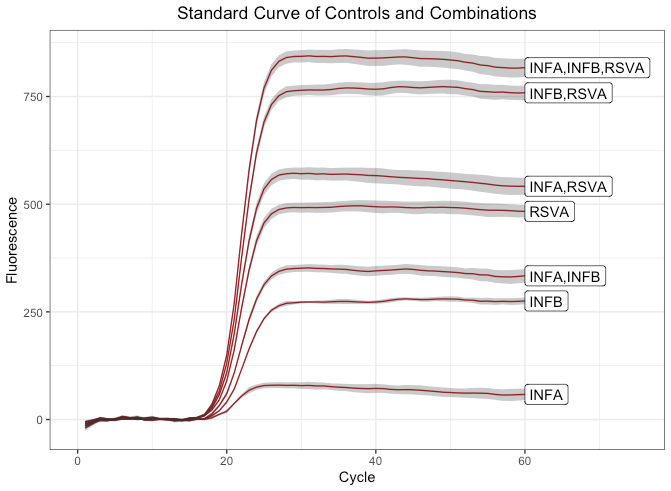 Standard Curve of Controls and Combinations
Fluorescence
750
500
250
0
INFA,INFB,RSVA
INFB,RSVA
INFA,RSVA
RSVA
INFA,INFB
INFB
INFA
0 20 40 60
Cycle